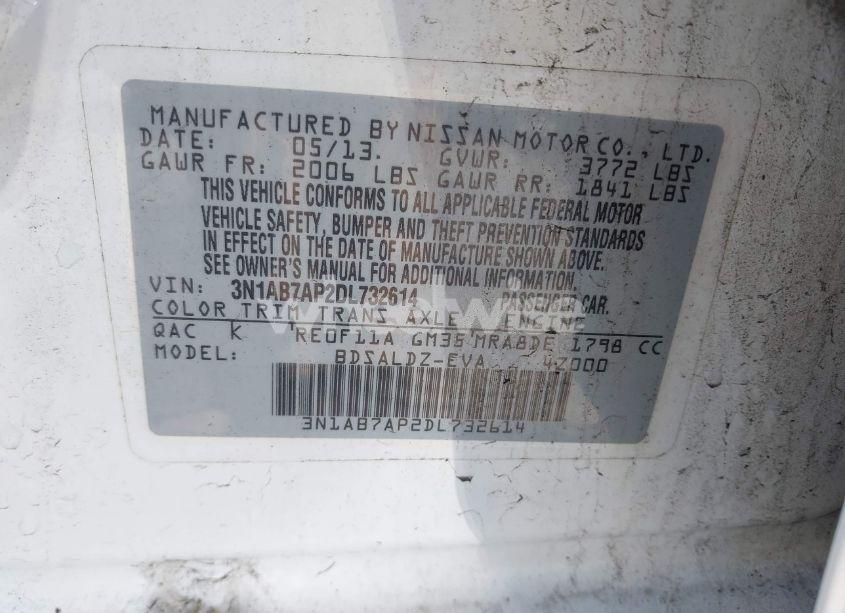 MANUFACTURED BY NISSAN MOTOR CO., LTD.
DATE: 05/13. GVWR: 3772 LBS
GAWR FR: 2006 LBS GAWR RR: 1841 LBS
THIS VEHICLE CONFORMS TO ALL APPLICABLE FEDERAL MOTOR
VEHICLE SAFETY, BUMPER AND THEFT PREVENTION STANDARDS
IN EFFECT ON THE DATE OF MANUFACTURE SHOWN ABOVE.
SEE OWNER'S MANUAL FOR ADDITIONAL INFORMATION.
VIN: 3N1AB7AP2DL732614 PASSENGER CAR.
COLOR TRIM TRANS AXLE ENGINE
QAC K RE0F11A GM35 MRA8DE 1798 CC
MODEL: BDSALDZ-EVA 4Z000
3N1AB7AP2DL732614